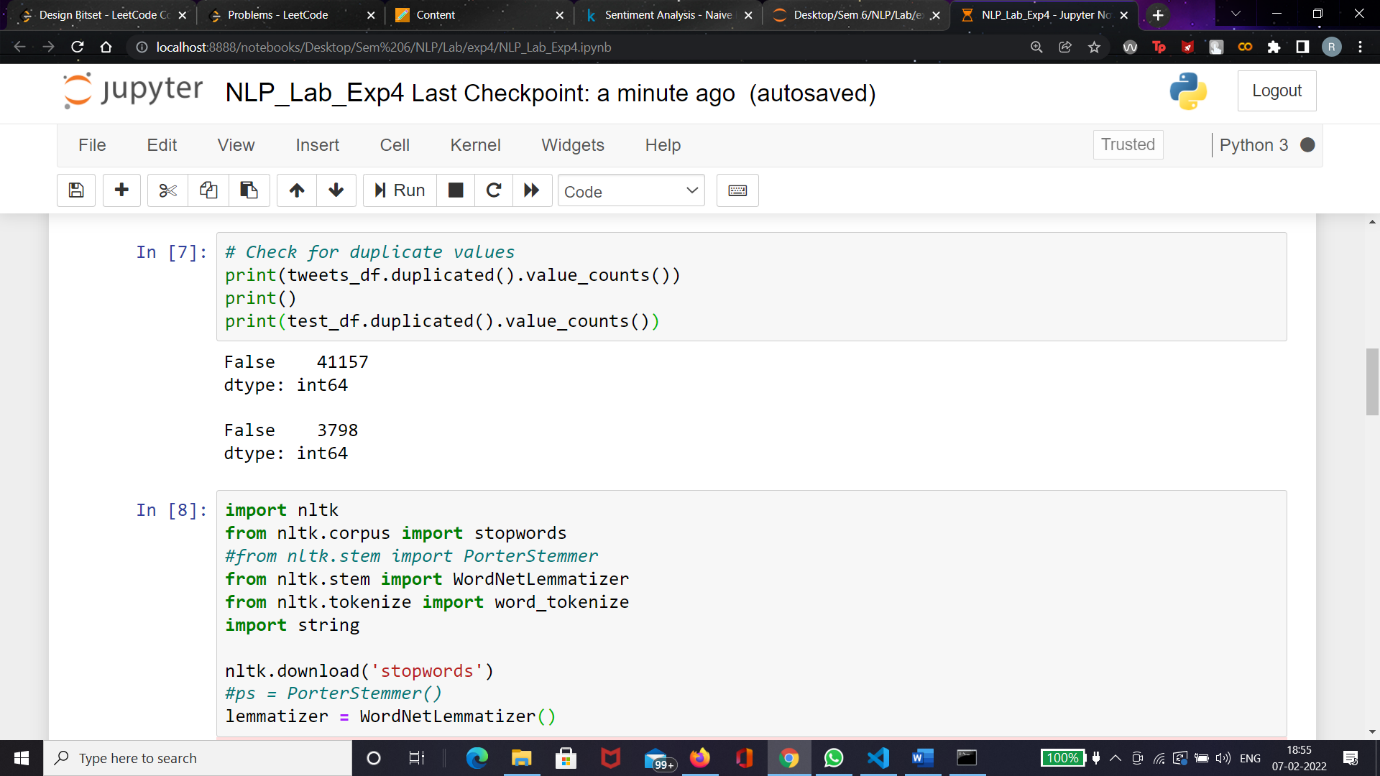 Design Bitset - LeetCode Co
Problems - LeetCode
Content
Sentiment Analysis - Naive
Desktop/Sem 6/NLP/Lab/e
NLP_Lab_Exp4 - Jupyter No
localhost:8888/notebooks/Desktop/Sem%206/NLP/Lab/exp4/NLP_Lab_Exp4.ipynb
Tp
R
jupyter NLP_Lab_Exp4 Last Checkpoint: a minute ago (autosaved)
Logout
File Edit View Insert Cell Kernel Widgets Help
Trusted
Python 3
Run
Code
In [7]: # Check for duplicate values
print(tweets_df.duplicated().value_counts())
print()
print(test_df.duplicated().value_counts())
False    41157
dtype: int64
False    3798
dtype: int64
In [8]: import nltk
from nltk.corpus import stopwords
#from nltk.stem import PorterStemmer
from nltk.stem import WordNetLemmatizer
from nltk.tokenize import word_tokenize
import string
nltk.download('stopwords')
#ps = PorterStemmer()
lemmatizer = WordNetLemmatizer()
Type here to search
99+
100%
ENG
18:55
07-02-2022